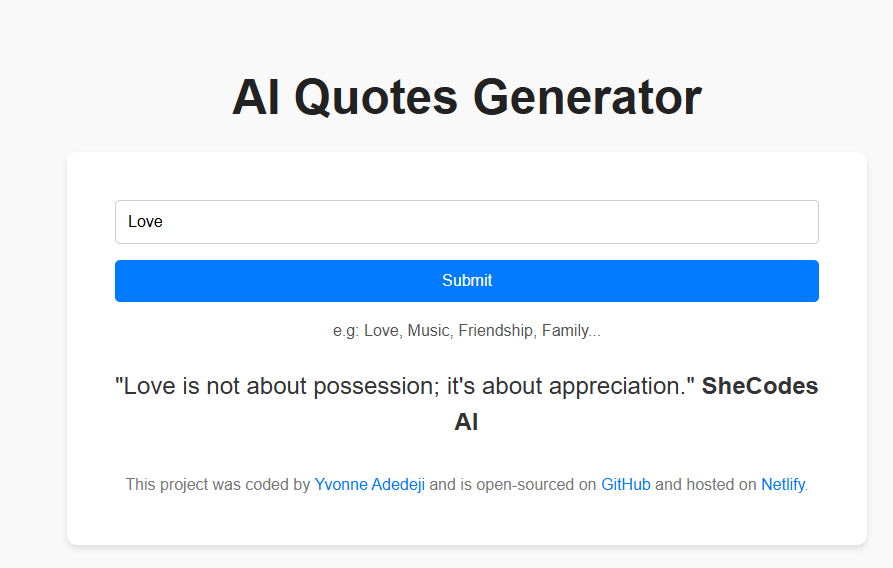 AI Quotes Generator
Love
Submit
e.g: Love, Music, Friendship, Family...
"Love is not about possession; it's about appreciation." SheCodes
AI
This project was coded by Yvonne Adedeji and is open-sourced on GitHub and hosted on Netlify.